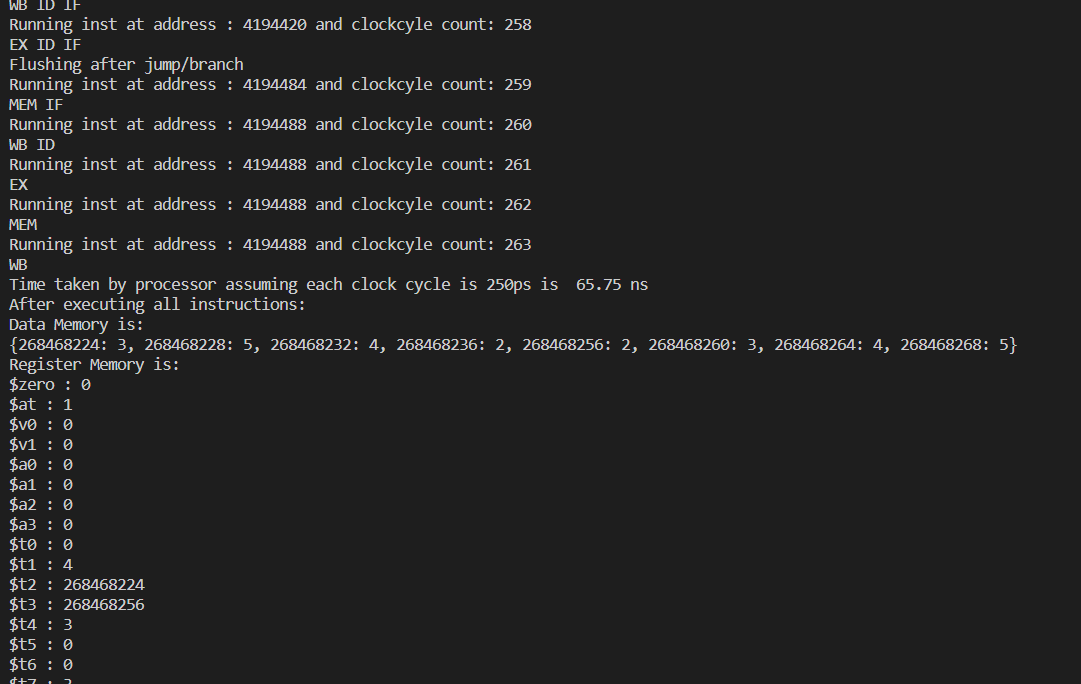 WB ID IF
Running inst at address : 4194420 and clockcyle count: 258
EX ID IF
Flushing after jump/branch
Running inst at address : 4194484 and clockcyle count: 259
MEM IF
Running inst at address : 4194488 and clockcyle count: 260
WB ID
Running inst at address : 4194488 and clockcyle count: 261
EX
Running inst at address : 4194488 and clockcyle count: 262
MEM
Running inst at address : 4194488 and clockcyle count: 263
WB
Time taken by processor assuming each clock cycle is 250ps is  65.75 ns
After executing all instructions:
Data Memory is:
{268468224: 3, 268468228: 5, 268468232: 4, 268468236: 2, 268468256: 2, 268468260: 3, 268468264: 4, 268468268: 5}
Register Memory is:
$zero : 0
$at : 1
$v0 : 0
$v1 : 0
$a0 : 0
$a1 : 0
$a2 : 0
$a3 : 0
$t0 : 0
$t1 : 4
$t2 : 268468224
$t3 : 268468256
$t4 : 3
$t5 : 0
$t6 : 0